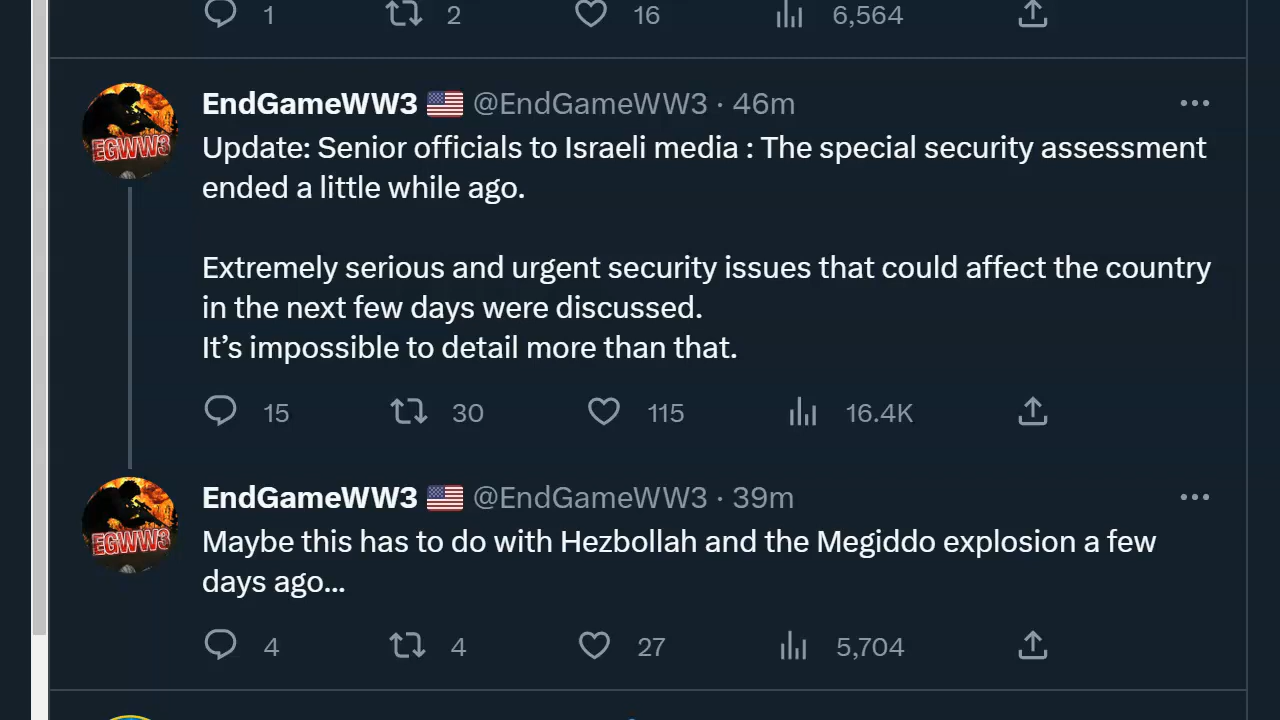 1 2 16 6,564
EndGameWW3 🇺🇸 @EndGameWW3 · 46m
Update: Senior officials to Israeli media : The special security assessment
ended a little while ago.
Extremely serious and urgent security issues that could affect the country
in the next few days were discussed.
It’s impossible to detail more than that.
15 30 115 16.4K
EGWW3
EndGameWW3 🇺🇸 @EndGameWW3 · 39m
Maybe this has to do with Hezbollah and the Megiddo explosion a few
days ago...
4 4 27 5,704
EGWW3